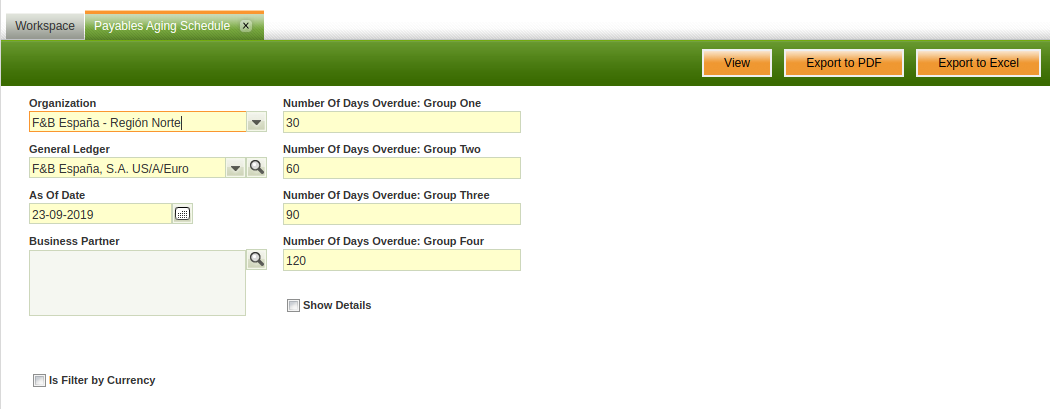 Workspace
Payables Aging Schedule
View
Export to PDF
Export to Excel
Organization
F&B España - Región Norte
General Ledger
F&B España, S.A. US/A/Euro
As Of Date
23-09-2019
Business Partner
Number Of Days Overdue: Group One
30
Number Of Days Overdue: Group Two
60
Number Of Days Overdue: Group Three
90
Number Of Days Overdue: Group Four
120
Show Details
Is Filter by Currency